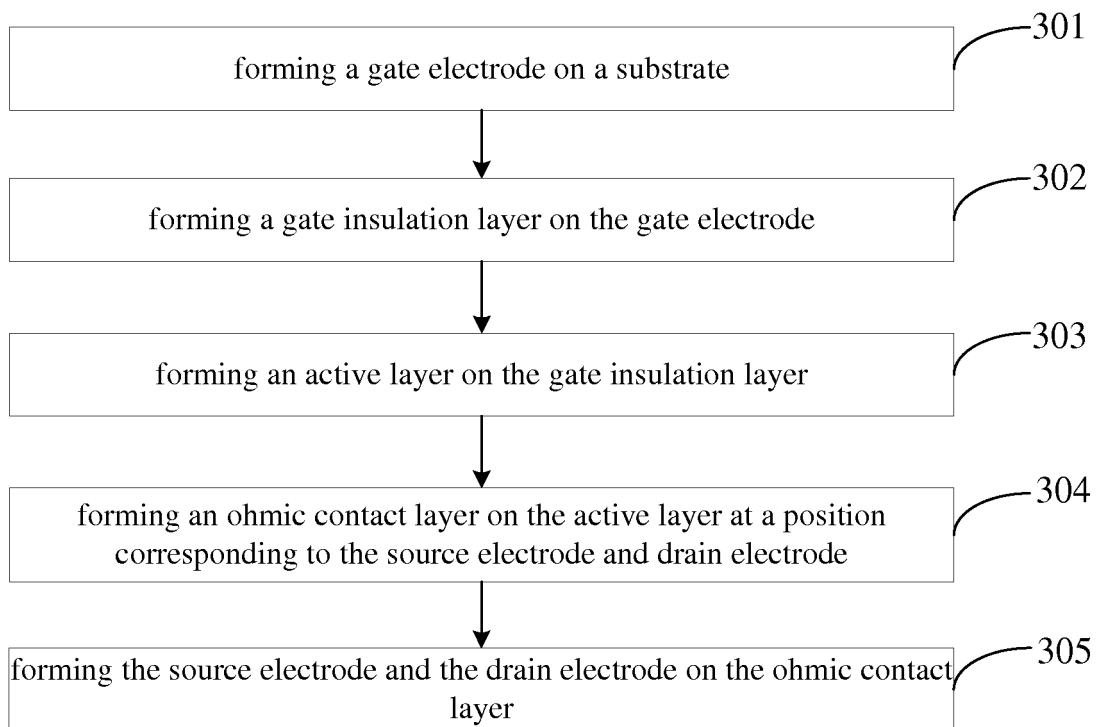 301
forming a gate electrode on a substrate
302
forming a gate insulation layer on the gate electrode
303
forming an active layer on the gate insulation layer
304
forming an ohmic contact layer on the active layer at a position
corresponding to the source electrode and drain electrode
305
forming the source electrode and the drain electrode on the ohmic contact
layer